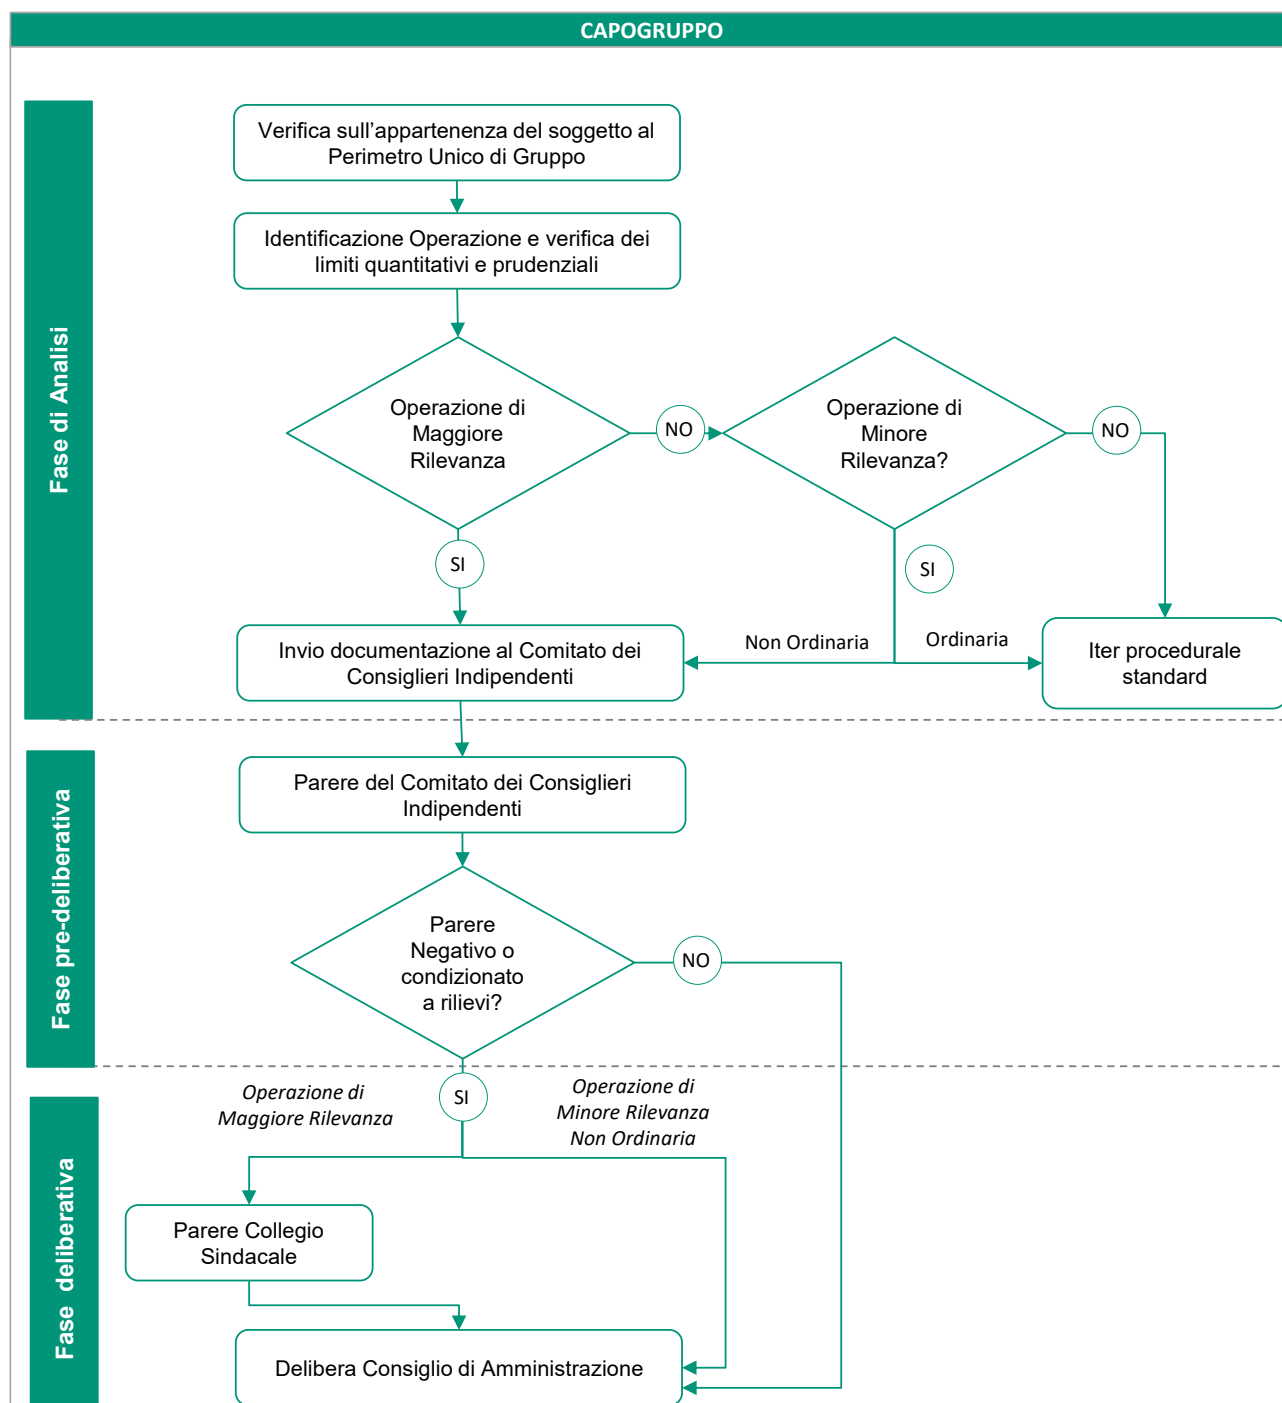 CAPOGRUPPO
Fase di Analisi
Verifica sull’appartenenza del soggetto al
Perimetro Unico di Gruppo
Identificazione Operazione e verifica dei
limiti quantitativi e prudenziali
Operazione di
Maggiore
Rilevanza
NO
Operazione di
Minore
Rilevanza?
NO
SI
SI
Invio documentazione al Comitato dei
Consiglieri Indipendenti
Non Ordinaria
Ordinaria
Iter procedurale
standard
Fase pre-deliberativa
Parere del Comitato dei Consiglieri
Indipendenti
Parere
Negativo o
condizionato
a rilievi?
NO
Fase deliberativa
Operazione di
Maggiore Rilevanza
SI
Operazione di
Minore Rilevanza
Non Ordinaria
Parere Collegio
Sindacale
Delibera Consiglio di Amministrazione